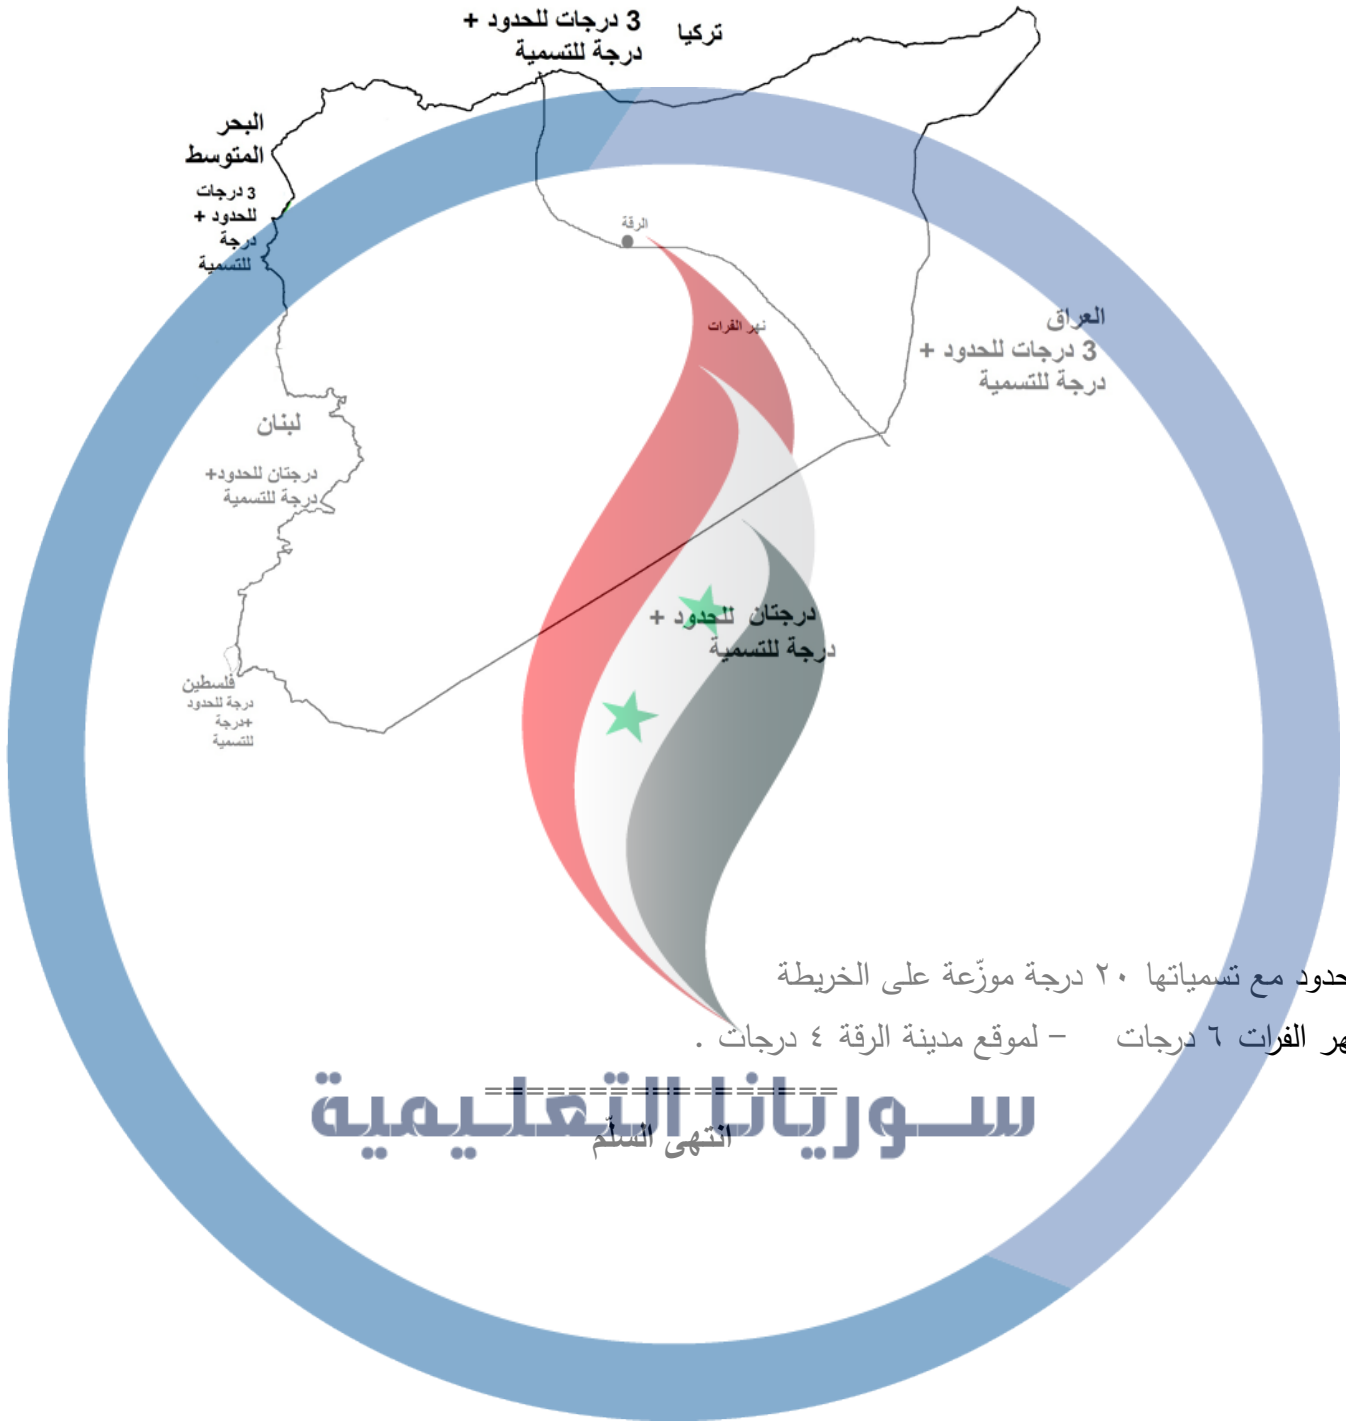 3 درجات للحدود +
درجة للتسمية
تركيا
البحر
المتوسط
3 درجات
للحدود +
درجة
للتسمية
الرقة
نهر الفرات
العراق
3 درجات للحدود +
درجة للتسمية
لبنان
درجتان للحدود+
درجة للتسمية
درجتان للحدود +
درجة للتسمية
فلسطين
درجة للحدود
+درجة
للتسمية
حدود مع تسمياتها ٢٠ درجة موزّعة على الخريطة
هر الفرات ٦ درجات – لموقع مدينة الرقة ٤ درجات .
=================
انتهى السلّم
سوريانا التعليمية